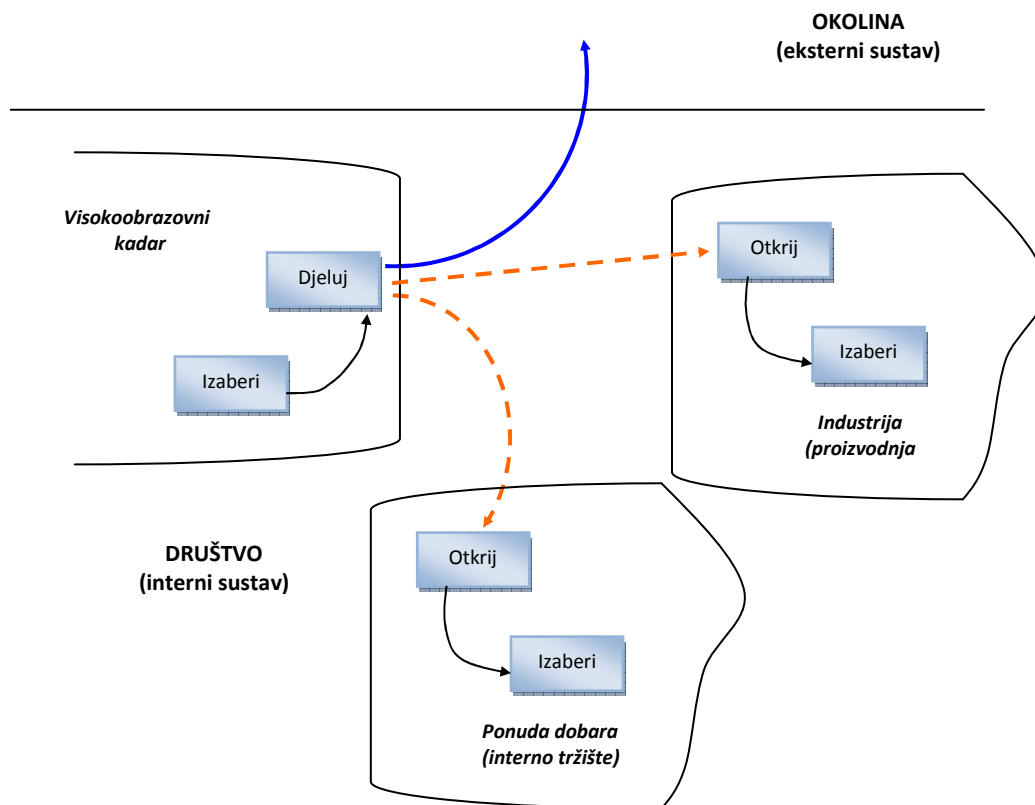 OKOLINA
(eksterni sustav)
Visokoobrazovni
kadar
Djeluj
Izaberi
Otkrij
Izaberi
Industrija
(proizvodnja
DRUŠTVO
(interni sustav)
Otkrij
Izaberi
Ponuda dobara
(interno tržište)